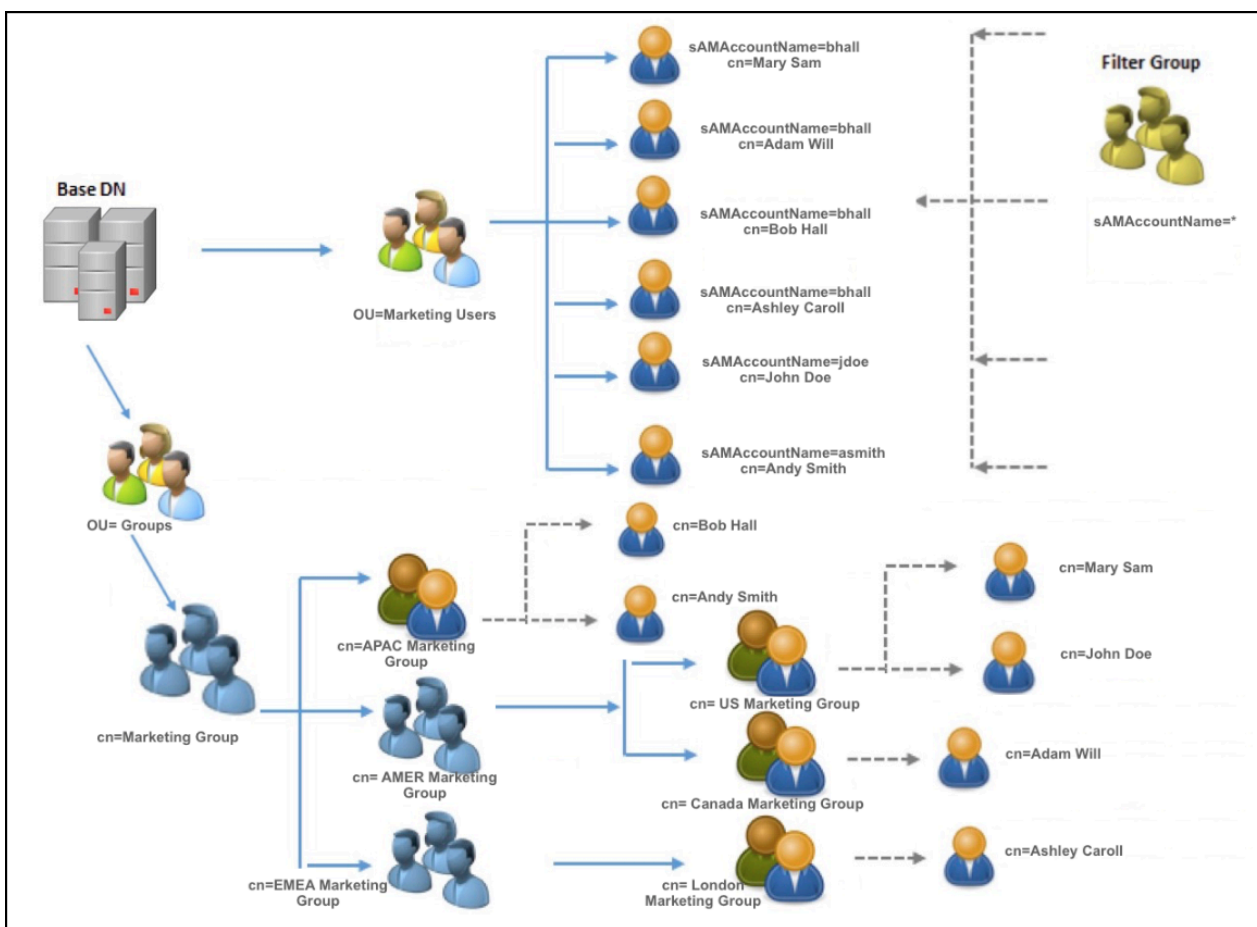 sAMAccountName=bhall
cn=Mary Sam
Filter Group
sAMAccountName=bhall
cn=Adam Will
Base DN
sAMAccountName=bhall
cn=Bob Hall
sAMAccountName=*
OU=Marketing Users
sAMAccountName=bhall
cn=Ashley Caroll
sAMAccountName=jdoe
cn=John Doe
sAMAccountName=asmith
cn=Andy Smith
OU= Groups
cn=Bob Hall
cn=Mary Sam
cn=Andy Smith
cn=APAC Marketing
Group
cn=John Doe
cn= US Marketing Group
cn=Marketing Group
cn= AMER Marketing
Group
cn=Adam Will
cn= Canada Marketing Group
cn=Ashley Caroll
cn=EMEA Marketing
Group
cn= London
Marketing Group